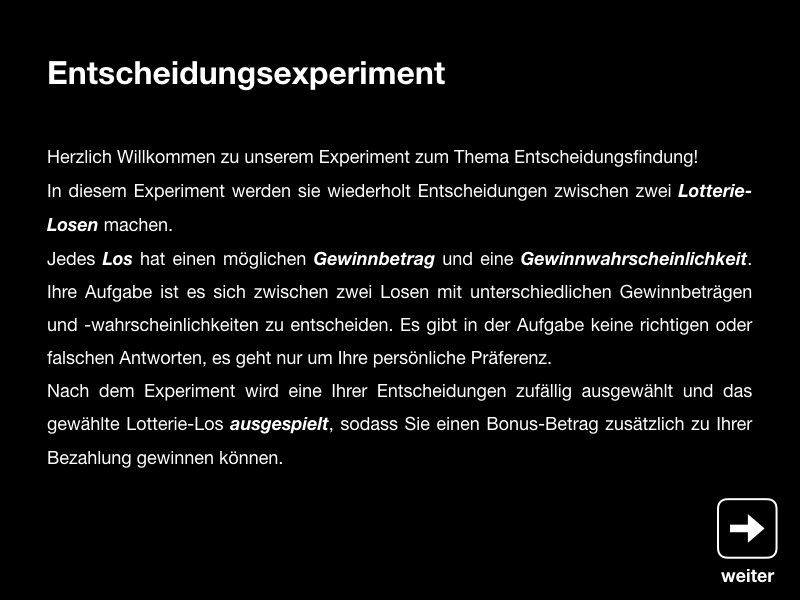 Entscheidungsexperiment
Herzlich Willkommen zu unserem Experiment zum Thema Entscheidungsfindung!
In diesem Experiment werden sie wiederholt Entscheidungen zwischen zwei Lotterie-
Losen machen.
Jedes Los hat einen möglichen Gewinnbetrag und eine Gewinnwahrscheinlichkeit.
Ihre Aufgabe ist es sich zwischen zwei Losen mit unterschiedlichen Gewinnbeträgen
und -wahrscheinlichkeiten zu entscheiden. Es gibt in der Aufgabe keine richtigen oder
falschen Antworten, es geht nur um Ihre persönliche Präferenz.
Nach dem Experiment wird eine Ihrer Entscheidungen zufällig ausgewählt und das
gewählte Lotterie-Los ausgespielt, sodass Sie einen Bonus-Betrag zusätzlich zu Ihrer
Bezahlung gewinnen können.
weiter